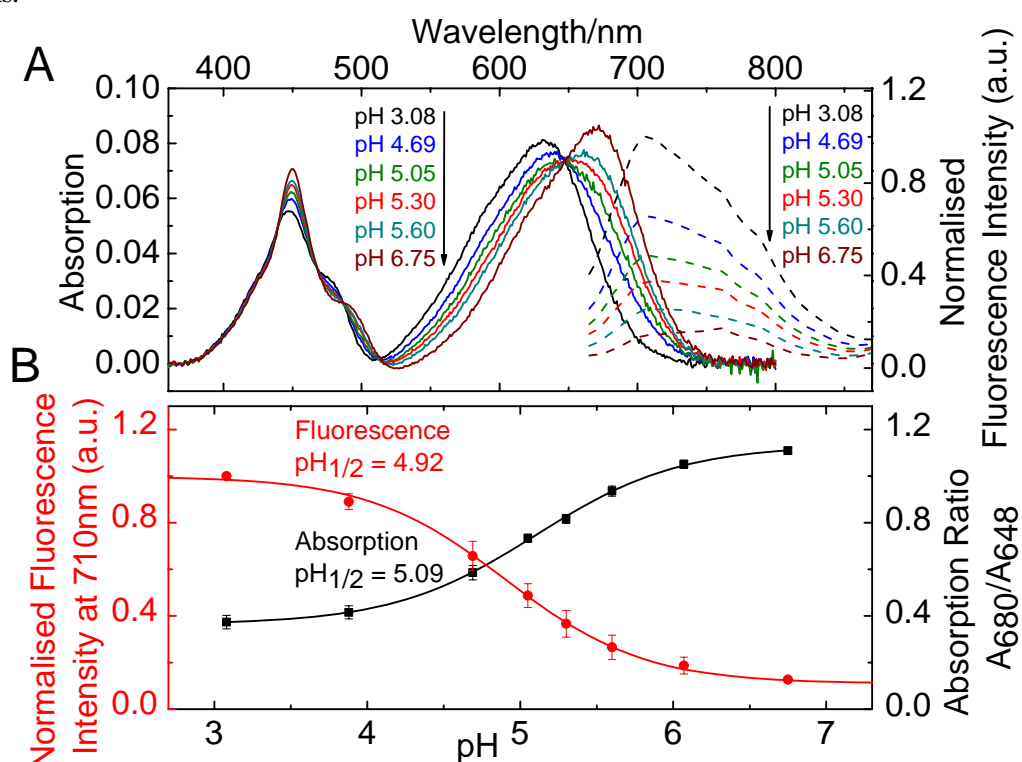 ns.
Wavelength/nm
A
400 500 600 700 800
0.10
0.08
0.06
0.04
0.02
0.00
Absorption
pH 3.08
pH 4.69
pH 5.05
pH 5.30
pH 5.60
pH 6.75
pH 3.08
pH 4.69
pH 5.05
pH 5.30
pH 5.60
pH 6.75
1.2
0.8
0.4
0.0
Normalised
Fluorescence Intensity (a.u.)
B
Normalised Fluorescence
Intensity at 710nm (a.u.)
1.2
0.8
0.4
0.0
Fluorescence
pH1/2 = 4.92
Absorption
pH1/2 = 5.09
1.2
0.8
0.4
0.0
Absorption Ratio
A680/A648
3 4 5 6 7
pH